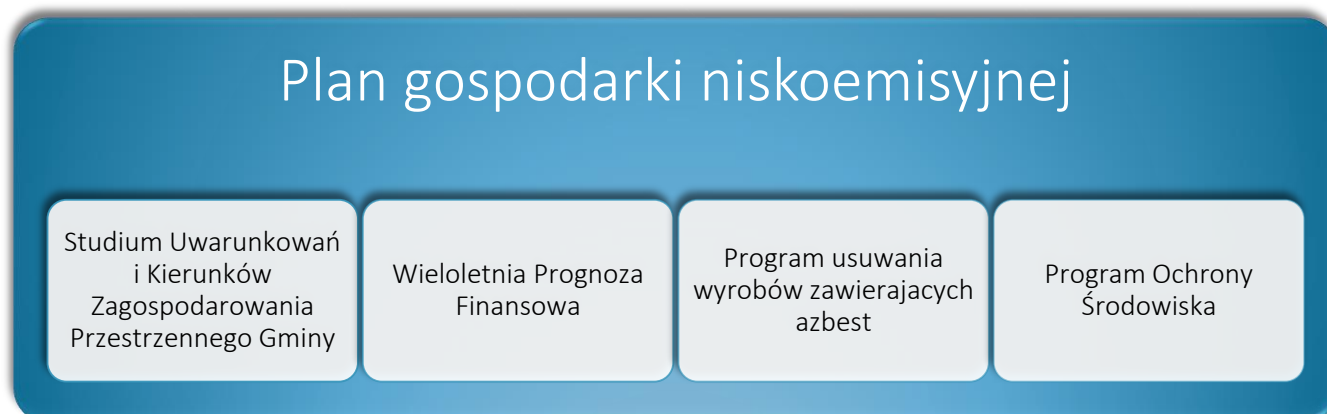 Plan gospodarki niskoemisyjnej
Studium Uwarunkowań
i Kierunków
Zagospodarowania
Przestrzennego Gminy
Wieloletnia Prognoza
Finansowa
Program usuwania
wyrobów zawierajacych
azbest
Program Ochrony
Środowiska